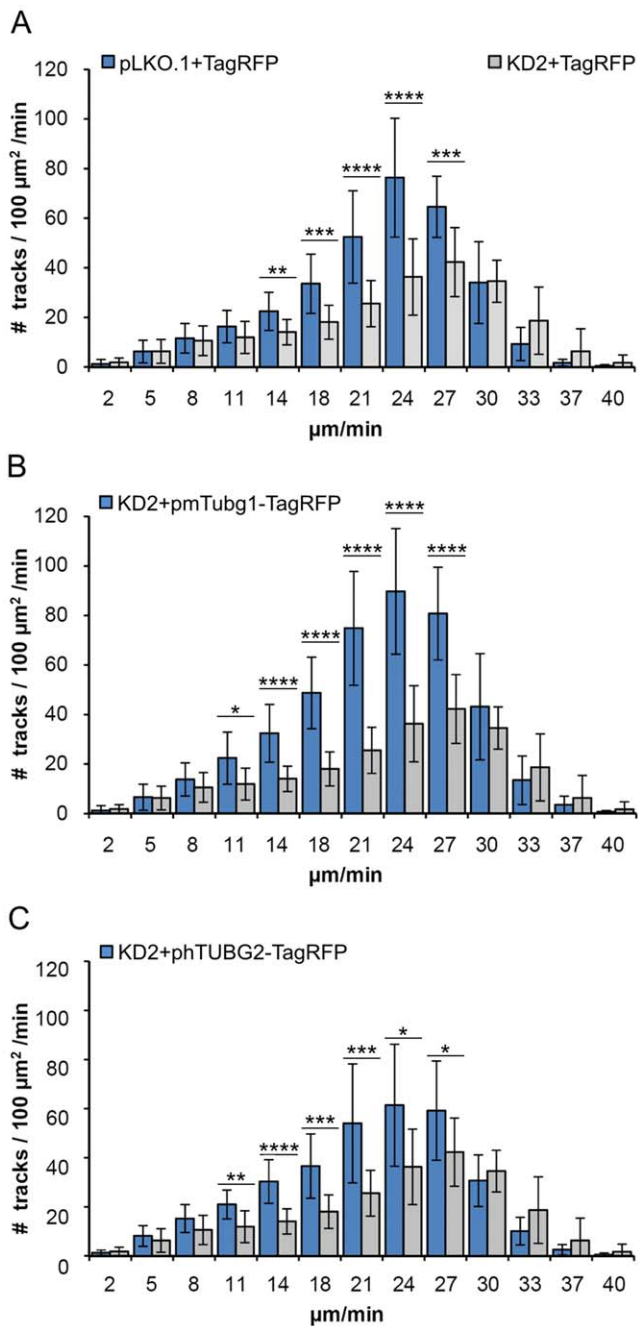 A
pLKO.1+TagRFP KD2+TagRFP
# tracks / 100 µm² /min
120
100
80
60
40
20
0
** *** **** **** ***
2 5 8 11 14 18 21 24 27 30 33 37 40
µm/min
B
KD2+pmTubg1-TagRFP
# tracks / 100 µm² /min
120
100
80
60
40
20
0
* **** **** **** **** ****
2 5 8 11 14 18 21 24 27 30 33 37 40
µm/min
C
KD2+phTUBG2-TagRFP
# tracks / 100 µm² /min
120
100
80
60
40
20
0
** **** *** *** * *
2 5 8 11 14 18 21 24 27 30 33 37 40
µm/min